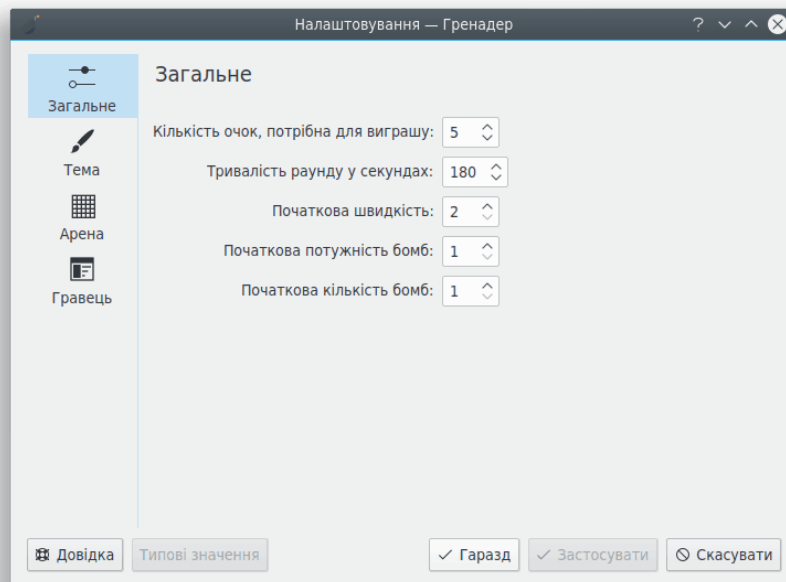 Налаштовування — Гренадер
Загальне
Тема
Арена
Гравець
Загальне
Кількість очок, потрібна для виграшу: 5
Тривалість раунду у секундах: 180
Початкова швидкість: 2
Початкова потужність бомб: 1
Початкова кількість бомб: 1
Довідка Типові значення Гаразд Застосувати Скасувати